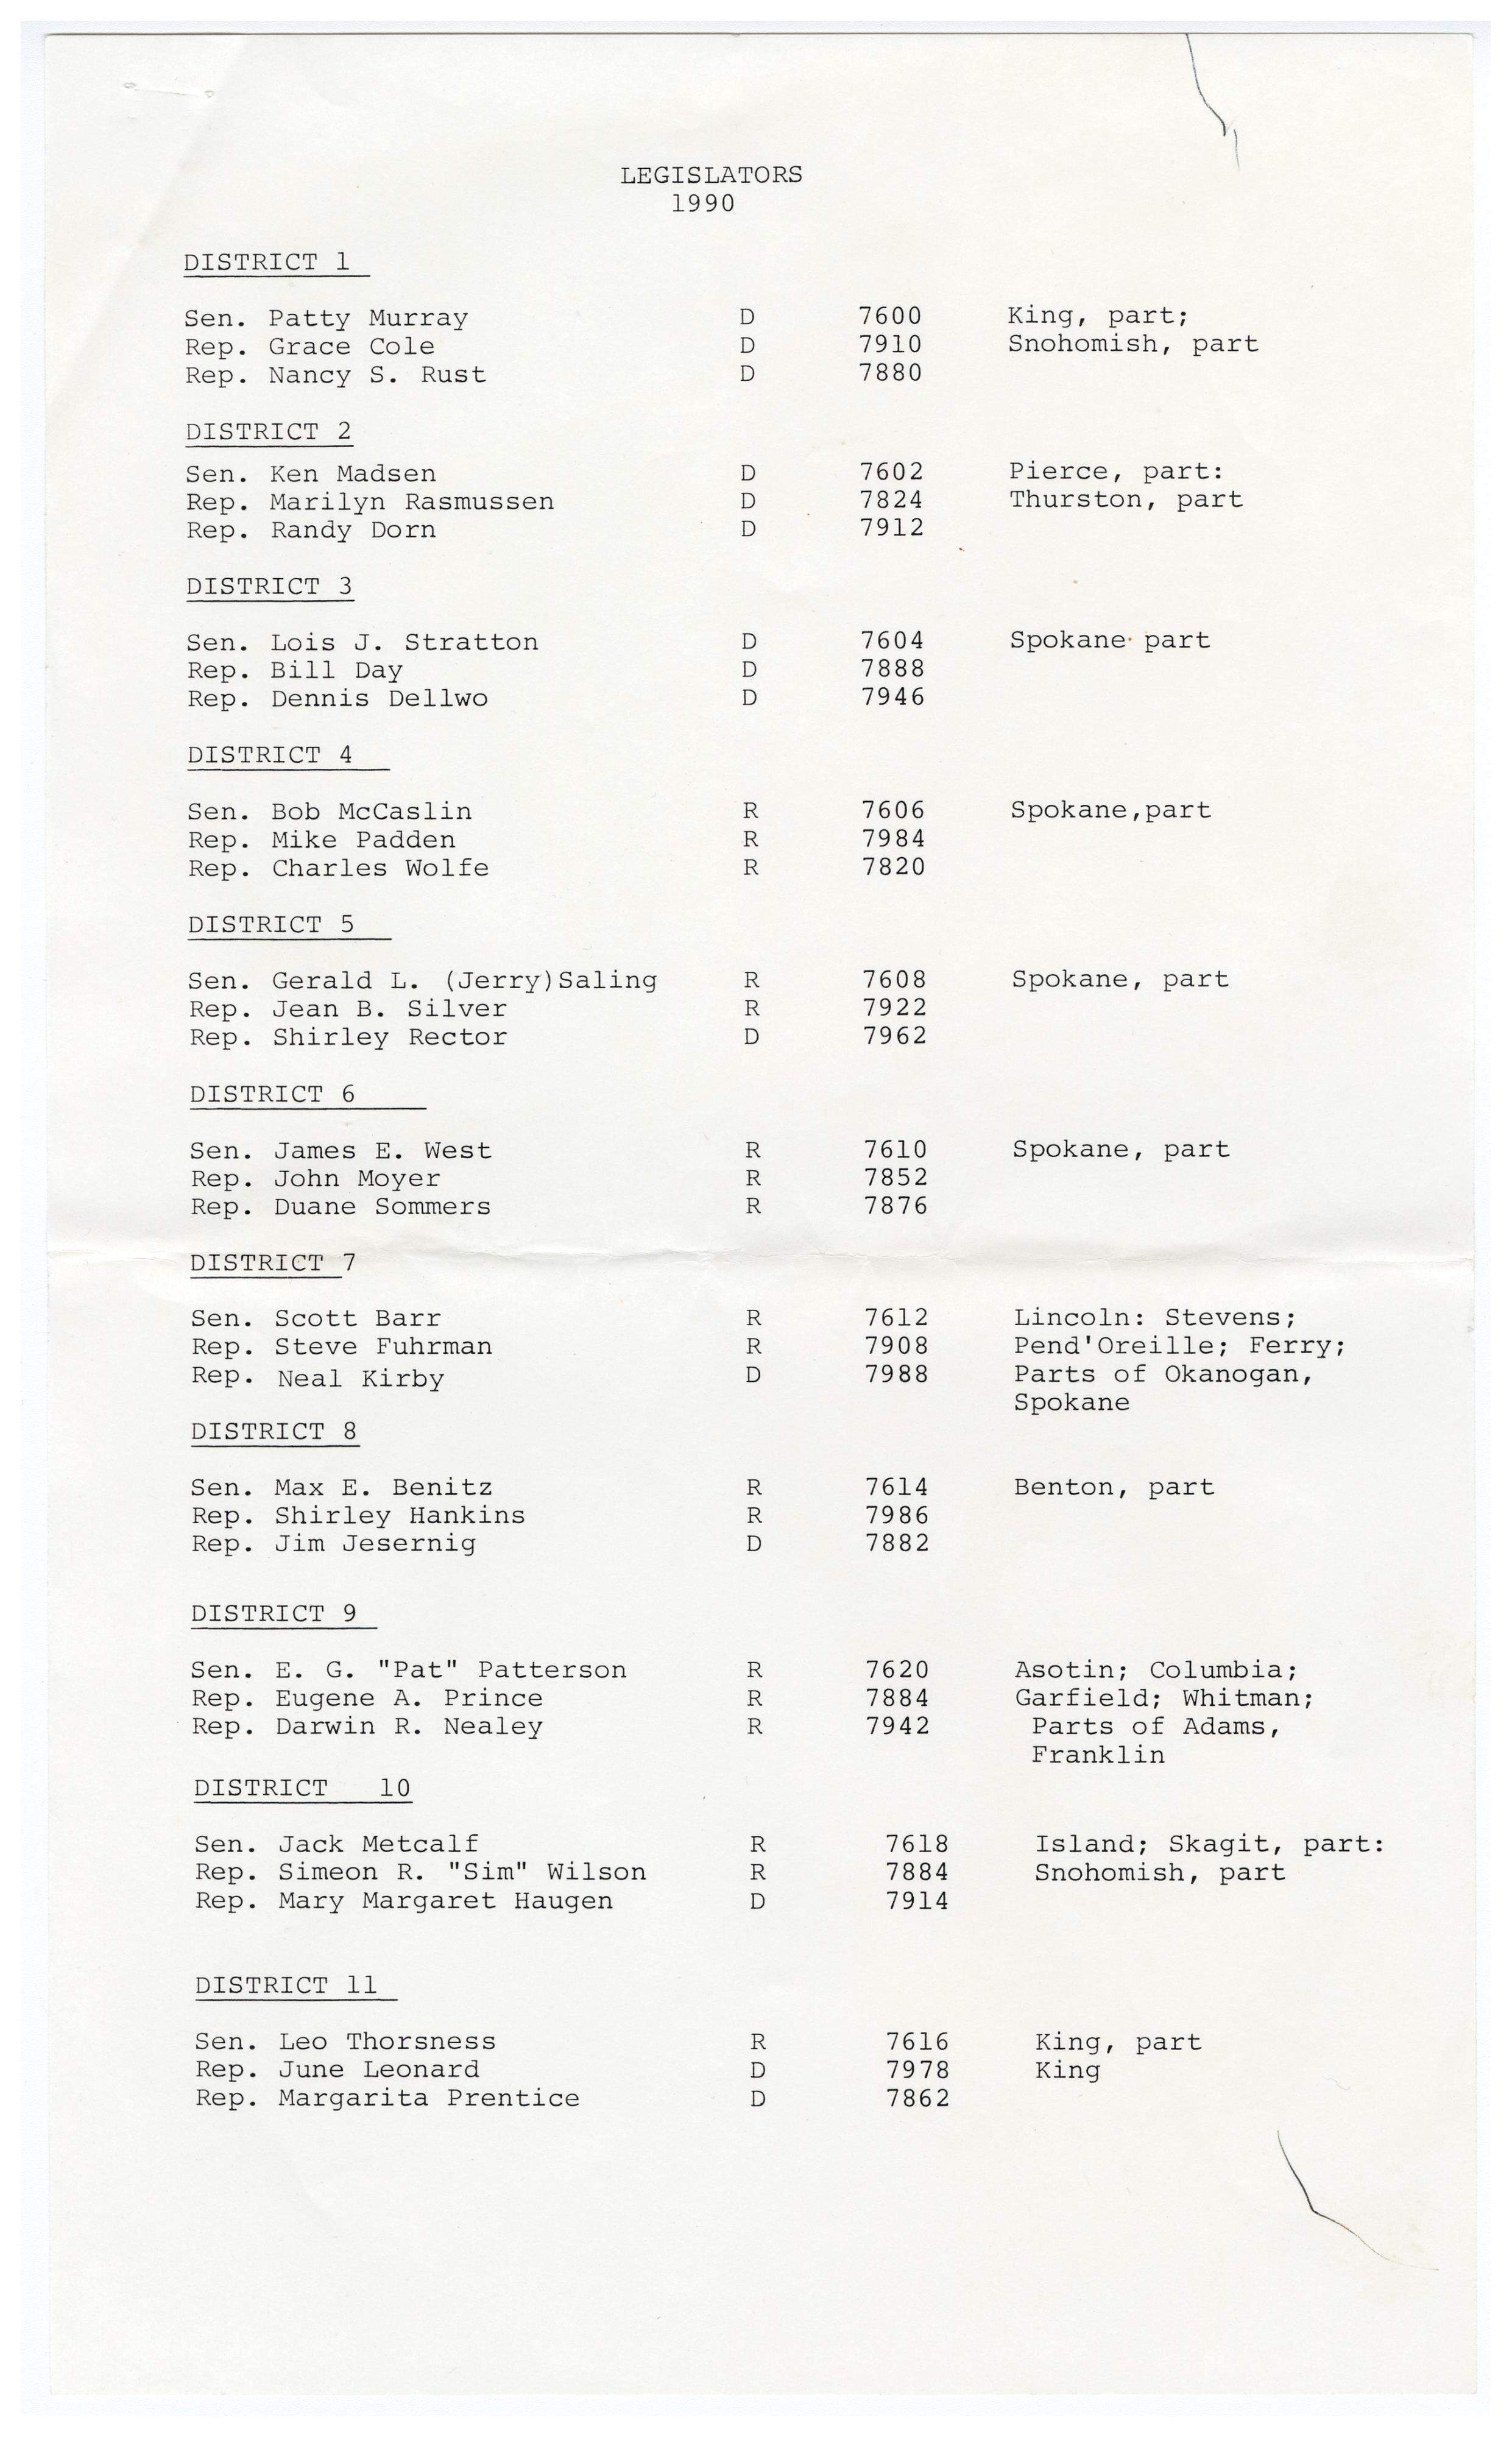 LEGISLATORS
1990
DISTRICT 1
Sen. Patty Murray D 7600 King, part;
Rep. Grace Cole D 7910 Snohomish, part
Rep. Nancy S. Rust D 7880
DISTRICT 2
Sen. Ken Madsen D 7602 Pierce, part:
Rep. Marilyn Rasmussen D 7824 Thurston, part
Rep. Randy Dorn D 7912
DISTRICT 3
Sen. Lois J. Stratton D 7604 Spokane part
Rep. Bill Day D 7888
Rep. Dennis Dellwo D 7946
DISTRICT 4
Sen. Bob McCaslin R 7606 Spokane,part
Rep. Mike Padden R 7984
Rep. Charles Wolfe R 7820
DISTRICT 5
Sen. Gerald L. (Jerry)Saling R 7608 Spokane, part
Rep. Jean B. Silver R 7922
Rep. Shirley Rector D 7962
DISTRICT 6
Sen. James E. West R 7610 Spokane, part
Rep. John Moyer R 7852
Rep. Duane Sommers R 7876
DISTRICT 7
Sen. Scott Barr R 7612 Lincoln: Stevens;
Rep. Steve Fuhrman R 7908 Pend'Oreille; Ferry;
Rep. Neal Kirby D 7988 Parts of Okanogan,
Spokane
DISTRICT 8
Sen. Max E. Benitz R 7614 Benton, part
Rep. Shirley Hankins R 7986
Rep. Jim Jesernig D 7882
DISTRICT 9
Sen. E. G. "Pat" Patterson R 7620 Asotin; Columbia;
Rep. Eugene A. Prince R 7884 Garfield; Whitman;
Rep. Darwin R. Nealey R 7942 Parts of Adams,
Franklin
DISTRICT 10
Sen. Jack Metcalf R 7618 Island; Skagit, part:
Rep. Simeon R. "Sim" Wilson R 7884 Snohomish, part
Rep. Mary Margaret Haugen D 7914
DISTRICT 11
Sen. Leo Thorsness R 7616 King, part
Rep. June Leonard D 7978 King
Rep. Margarita Prentice D 7862